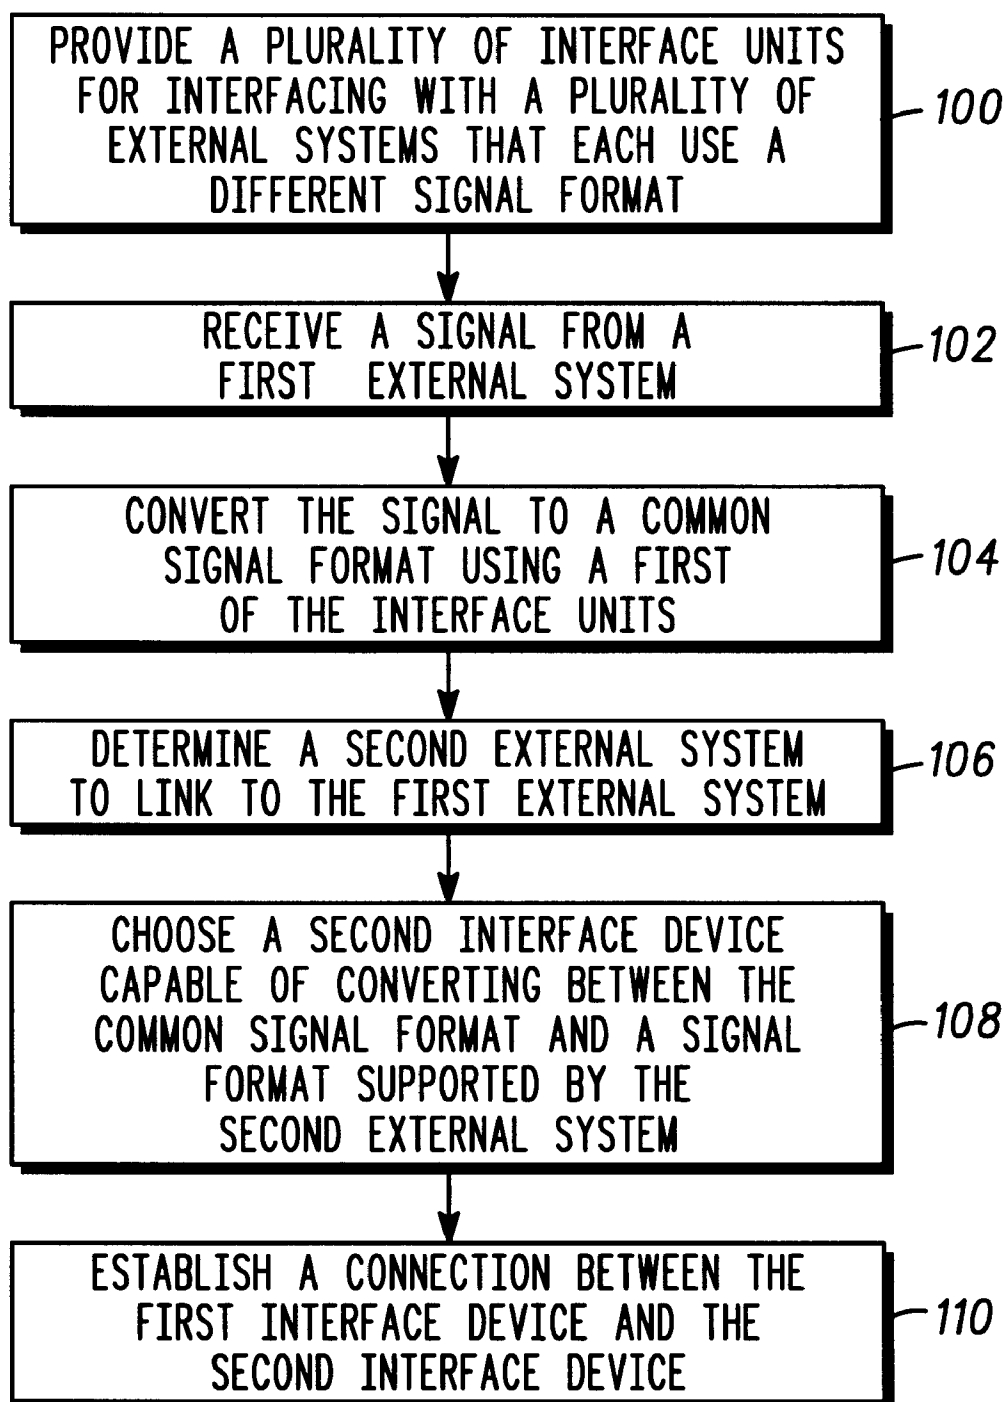 PROVIDE A PLURALITY OF INTERFACE UNITS
FOR INTERFACING WITH A PLURALITY OF
EXTERNAL SYSTEMS THAT EACH USE A
DIFFERENT SIGNAL FORMAT
100
RECEIVE A SIGNAL FROM A
FIRST EXTERNAL SYSTEM
102
CONVERT THE SIGNAL TO A COMMON
SIGNAL FORMAT USING A FIRST
OF THE INTERFACE UNITS
104
DETERMINE A SECOND EXTERNAL SYSTEM
TO LINK TO THE FIRST EXTERNAL SYSTEM
106
CHOOSE A SECOND INTERFACE DEVICE
CAPABLE OF CONVERTING BETWEEN THE
COMMON SIGNAL FORMAT AND A SIGNAL
FORMAT SUPPORTED BY THE
SECOND EXTERNAL SYSTEM
108
ESTABLISH A CONNECTION BETWEEN THE
FIRST INTERFACE DEVICE AND THE
SECOND INTERFACE DEVICE
110